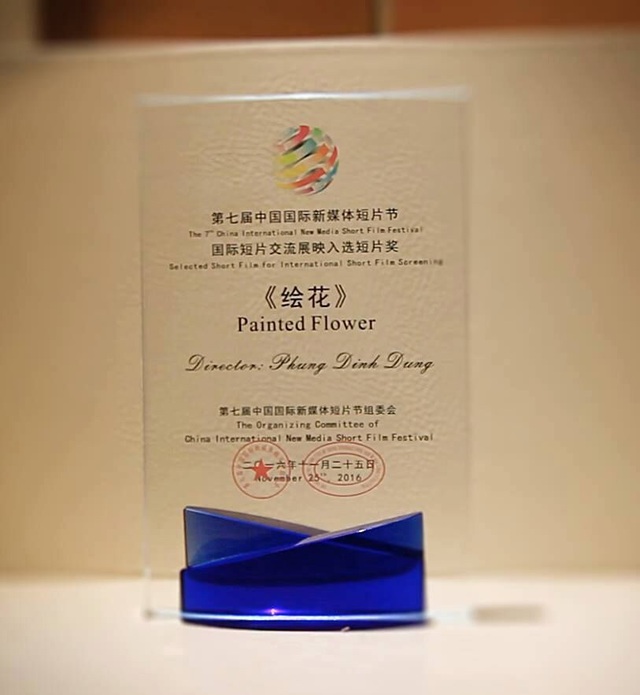 第七届中国国际新媒体短片节
The 7th China International New Media Short Film Festival
国际短片交流展映入选短片奖
Selected Short Film for International Short Film Screening
《绘花》
Painted Flower
Director: Phung Dinh Dung
第七届中国国际新媒体短片节组委会
The Organizing Committee of
China International New Media Short Film Festival
二〇一六年十一月二十五日
November 25th, 2016